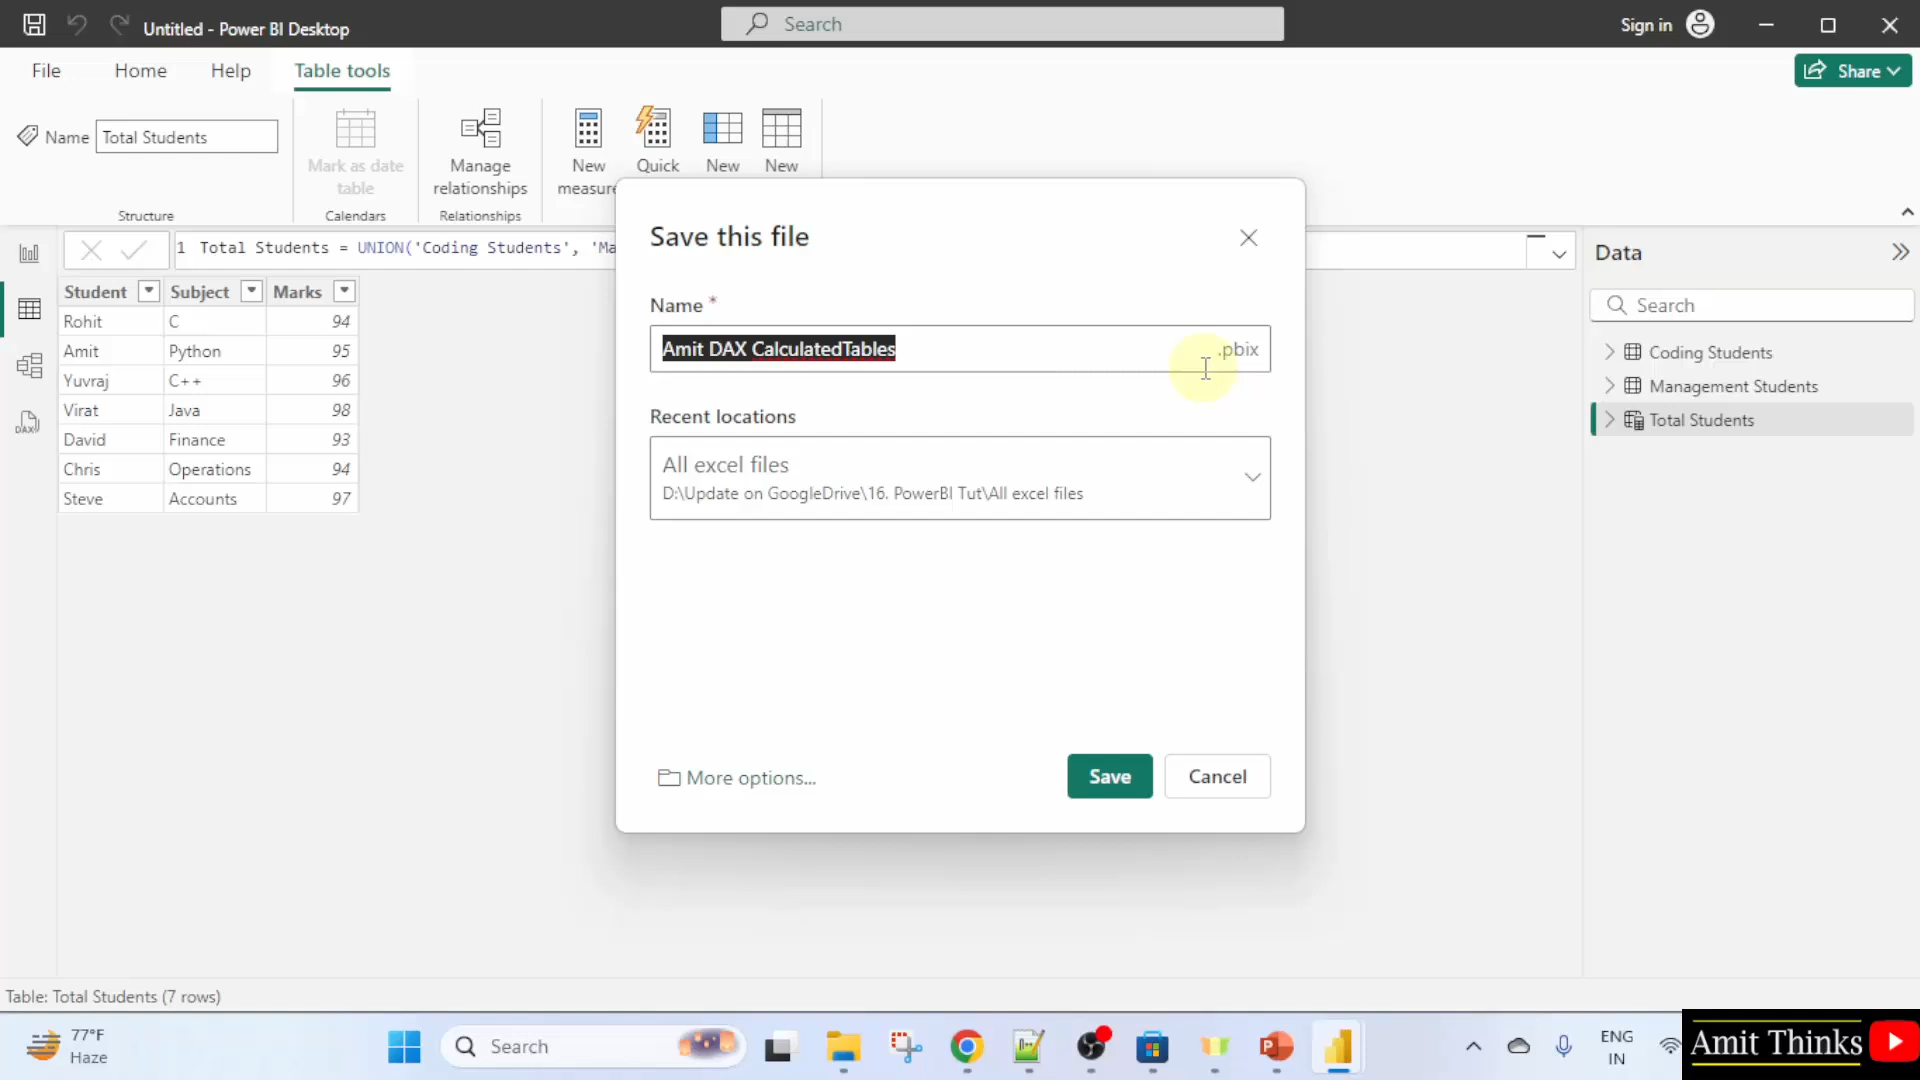 Untitled - Power BI Desktop
Search
Sign in
File
Home
Help
Table tools
Share
Name
Total Students
Mark as date
table
Manage
relationships
New
measure
Quick
New
New
Structure
Calendars
Relationships
1 Total Students = UNION('Coding Students', 'Ma
Student
Subject
Marks
Rohit C 94
Amit Python 95
Yuvraj C++ 96
Virat Java 98
David Finance 93
Chris Operations 94
Steve Accounts 97
DAX
Save this file
Name *
Amit DAX CalculatedTables
.pbix
Recent locations
All excel files
D:\Update on GoogleDrive\16. PowerBI Tut\All excel files
More options...
Save
Cancel
Data
Search
Coding Students
Management Students
Total Students
Table: Total Students (7 rows)
77°F
Haze
Search
ENG
IN
Amit Thinks